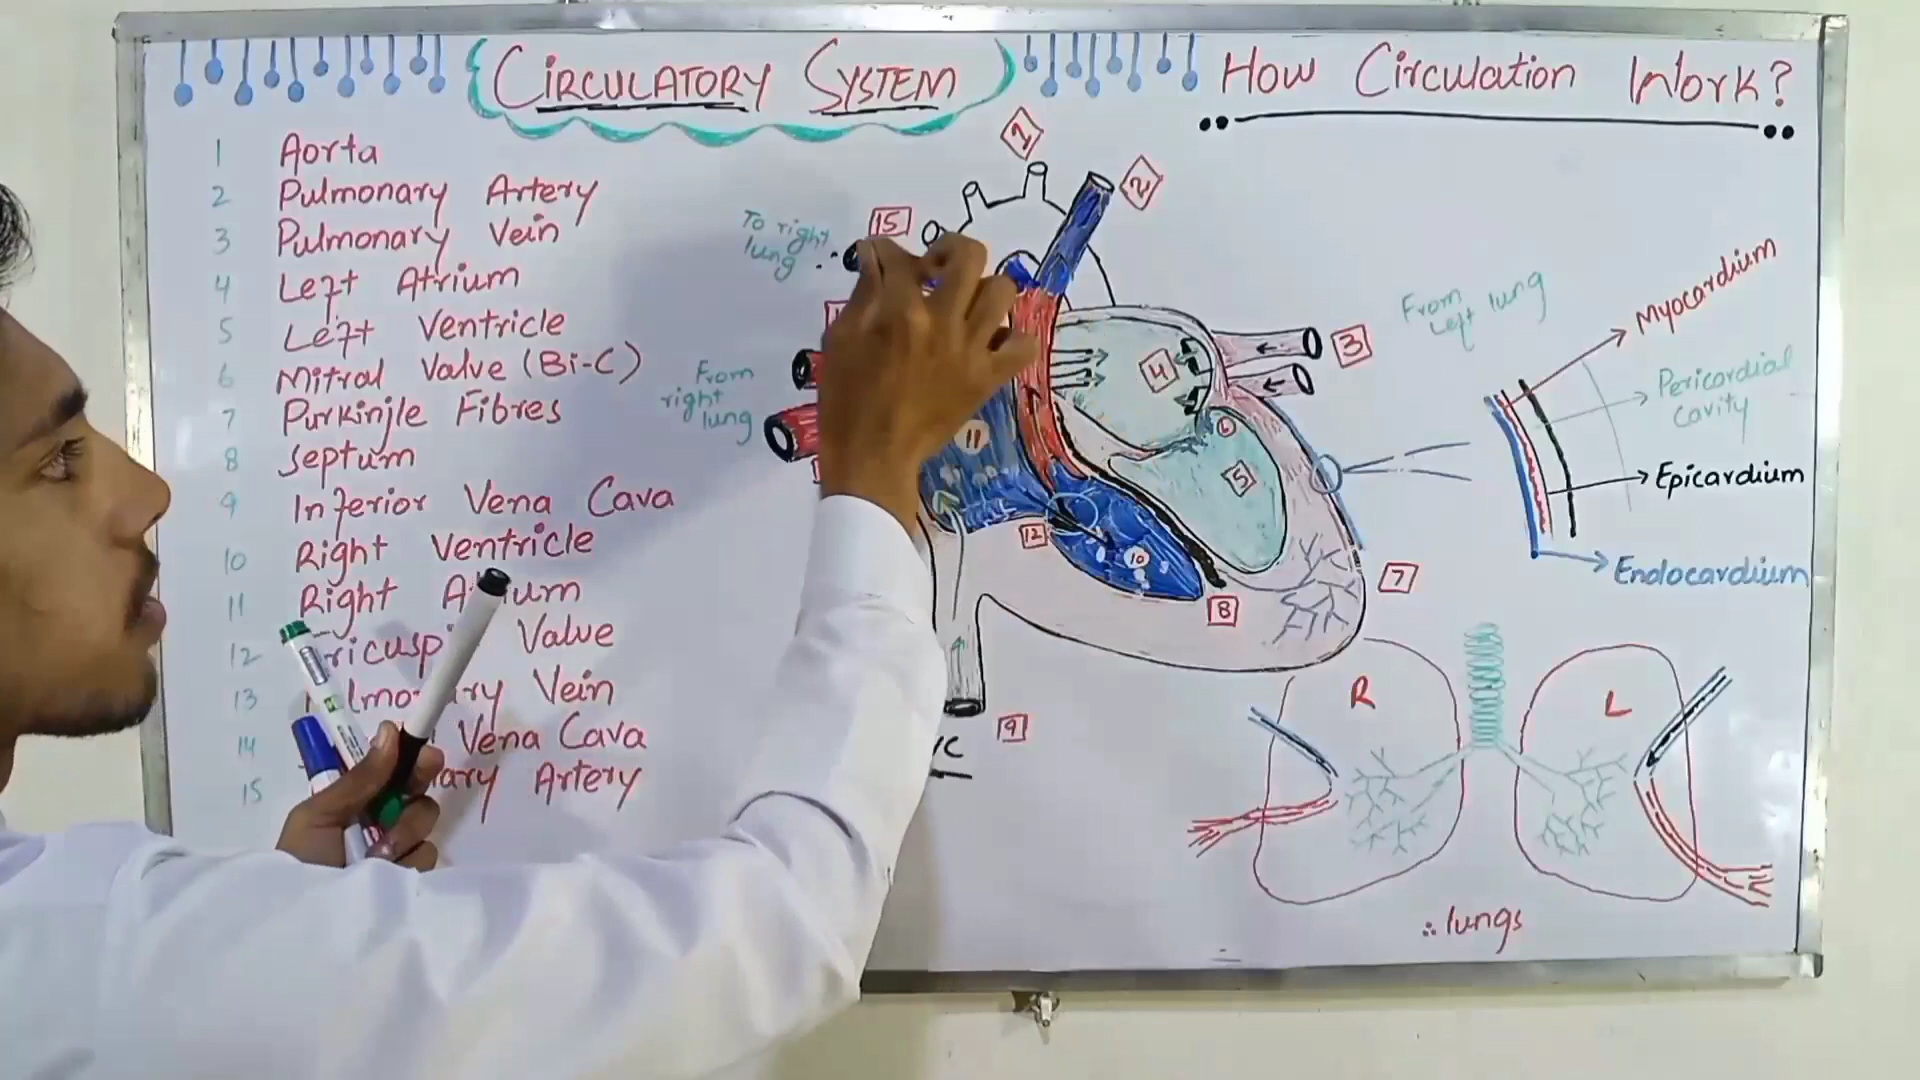 CIRCULATORY SYSTEM
How Circulation Work?
1 Aorta
2 Pulmonary Artery
3 Pulmonary Vein
4 Left Atrium
5 Left Ventricle
6 Mitral Valve (Bi-C)
7 Purkinjle Fibres
8 Septum
9 Inferior Vena Cava
10 Right Ventricle
11 Right
12 Valve
13 Vein
14 Vena Cava
15 Artery
To right
lung
15
1
2
From
right
lung
3
4
5
6
7
8
9
10
11
12
From
Left lung
Myocardium
Pericardial
Cavity
Epicardium
Endocardium
R
L
lungs